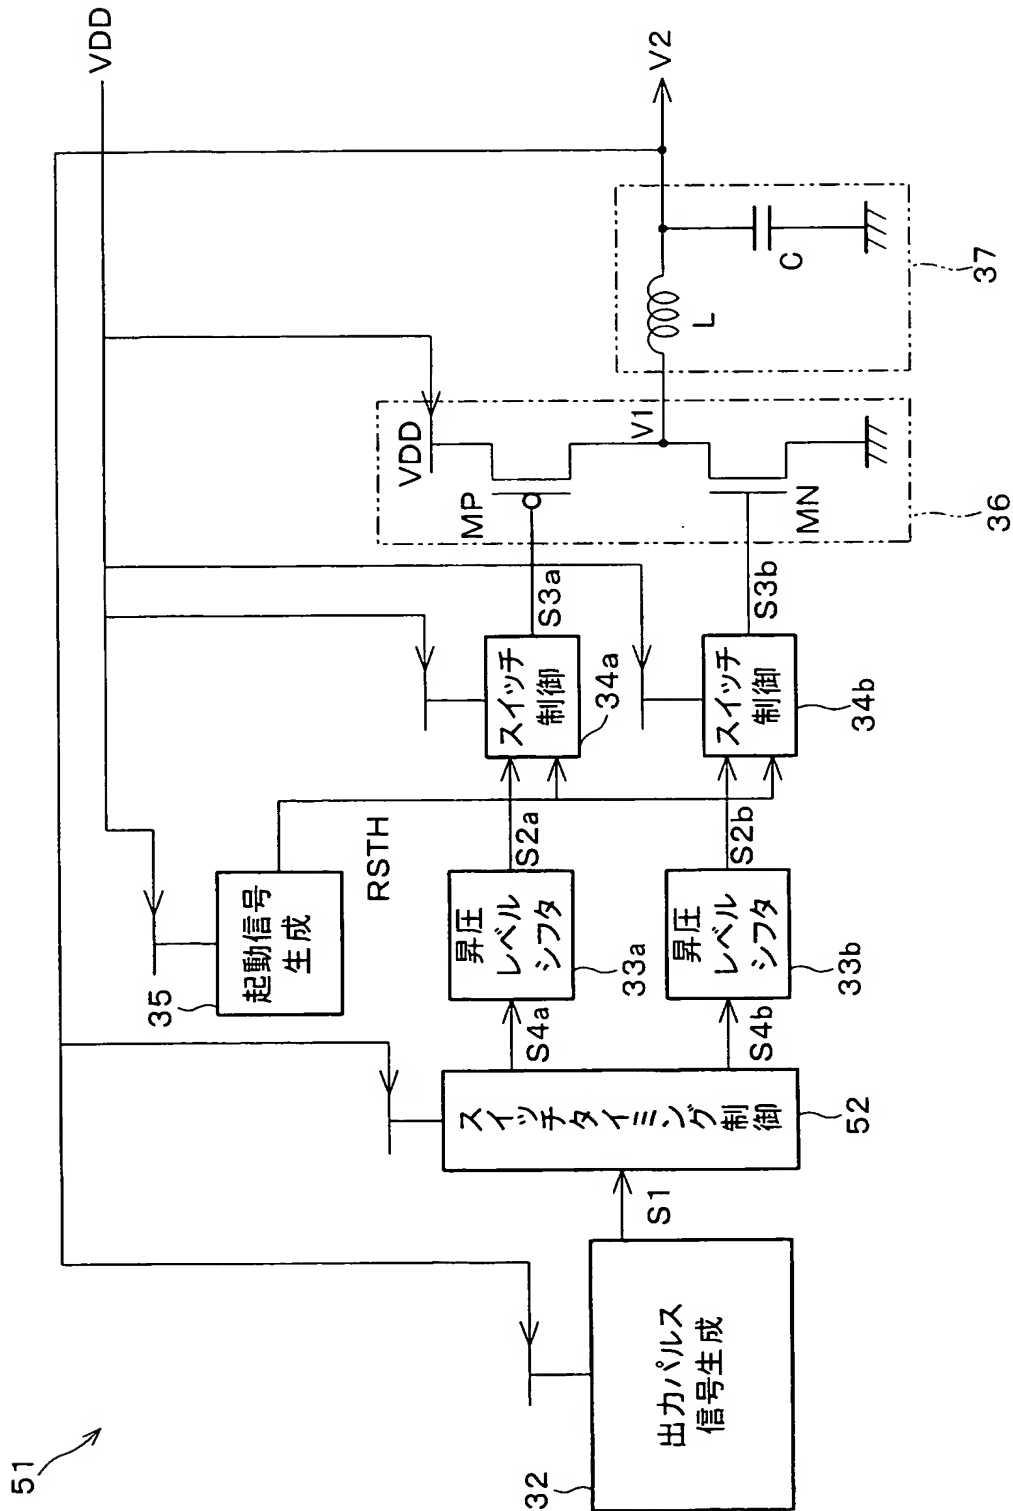 51
VDD
V2
35
起動信号
生成
RSTH
VDD
MP
V1
L
C
37
MN
36
スイッチ
制御
34a
S3a
スイッチ
制御
34b
S3b
昇圧
レベル
シフタ
33a
S2a
昇圧
レベル
シフタ
33b
S2b
S4a
S4b
スイッチタイミング制御
52
S1
出力パルス
信号生成
32